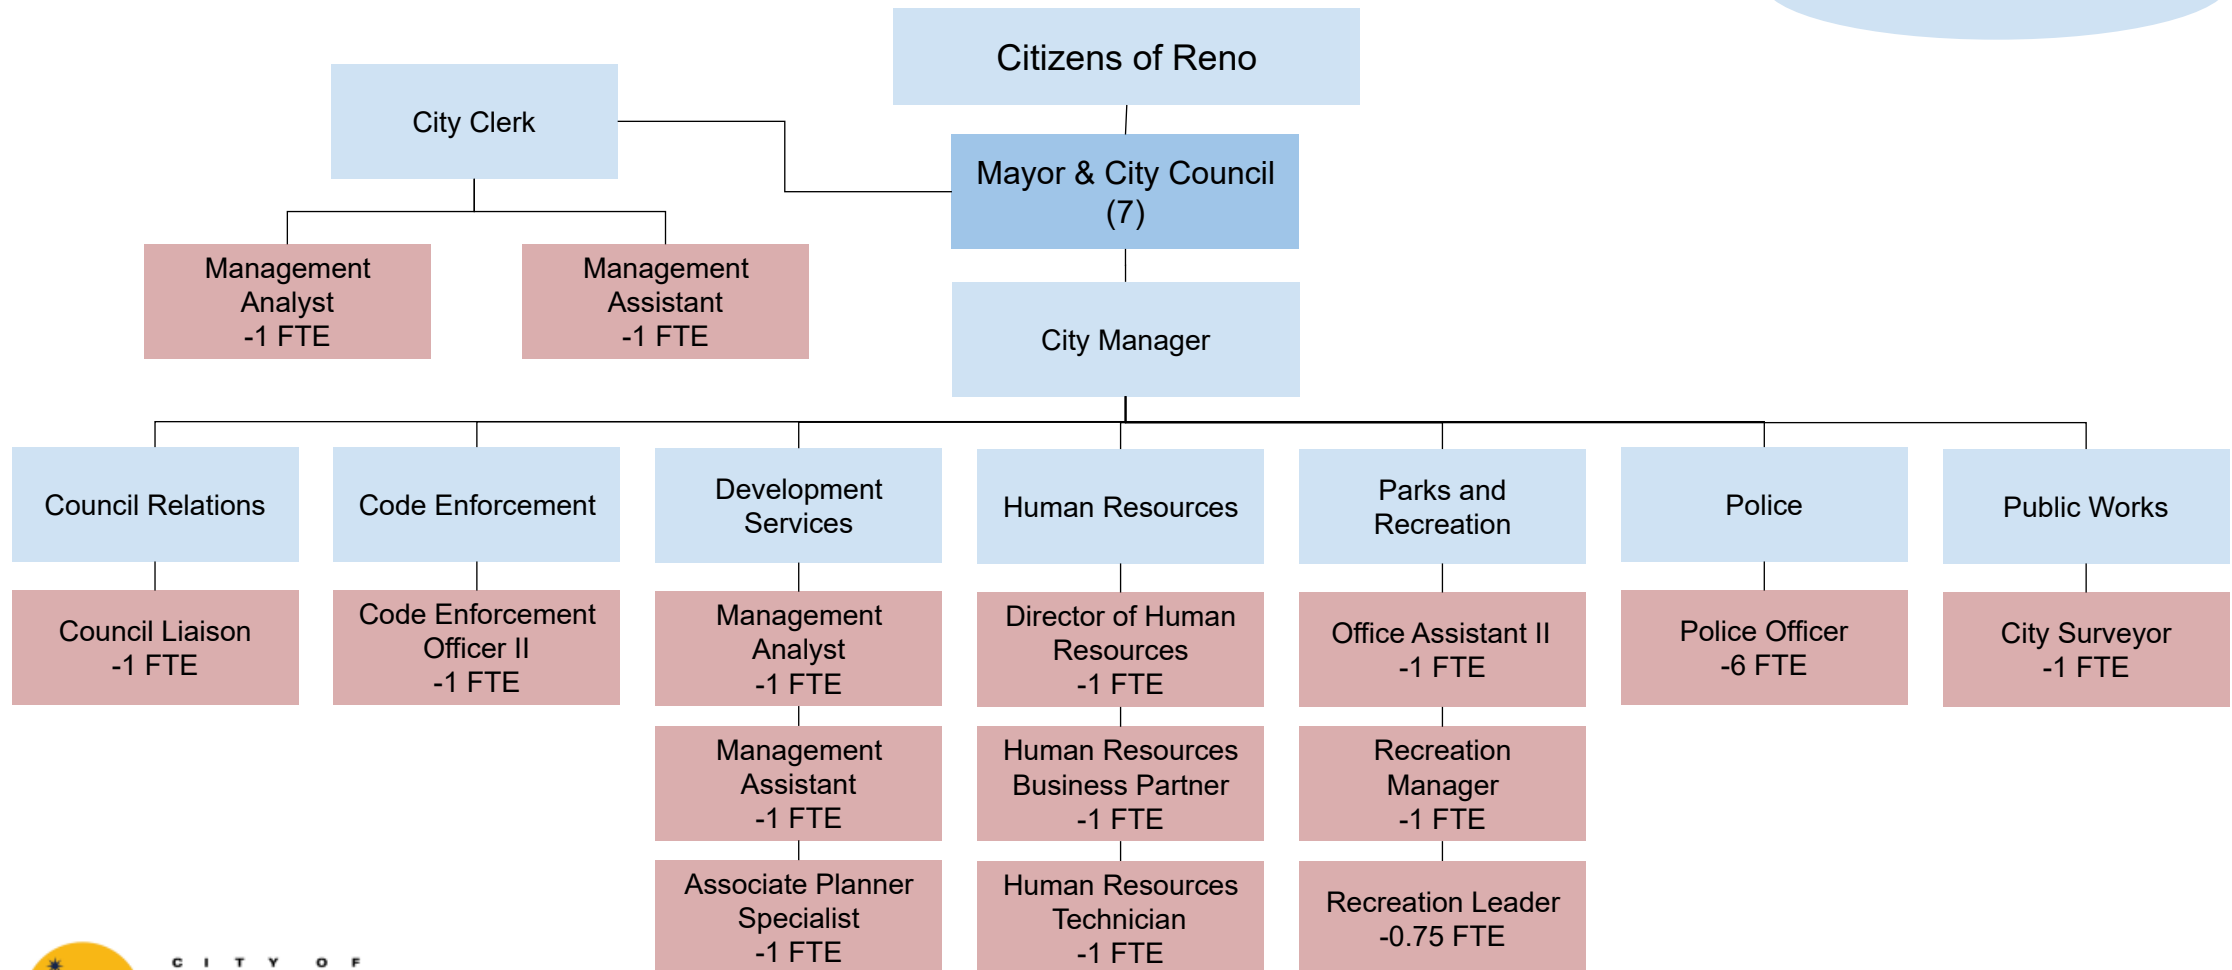 Citizens of Reno
City Clerk
Mayor & City Council
(7)
Management
Analyst
-1 FTE
Management
Assistant
-1 FTE
City Manager
Council Relations
Code Enforcement
Development
Services
Human Resources
Parks and
Recreation
Police
Public Works
Council Liaison
-1 FTE
Code Enforcement
Officer II
-1 FTE
Management
Analyst
-1 FTE
Director of Human
Resources
-1 FTE
Office Assistant II
-1 FTE
Police Officer
-6 FTE
City Surveyor
-1 FTE
Management
Assistant
-1 FTE
Human Resources
Business Partner
-1 FTE
Recreation
Manager
-1 FTE
Associate Planner
Specialist
-1 FTE
Human Resources
Technician
-1 FTE
Recreation Leader
-0.75 FTE
CITY OF